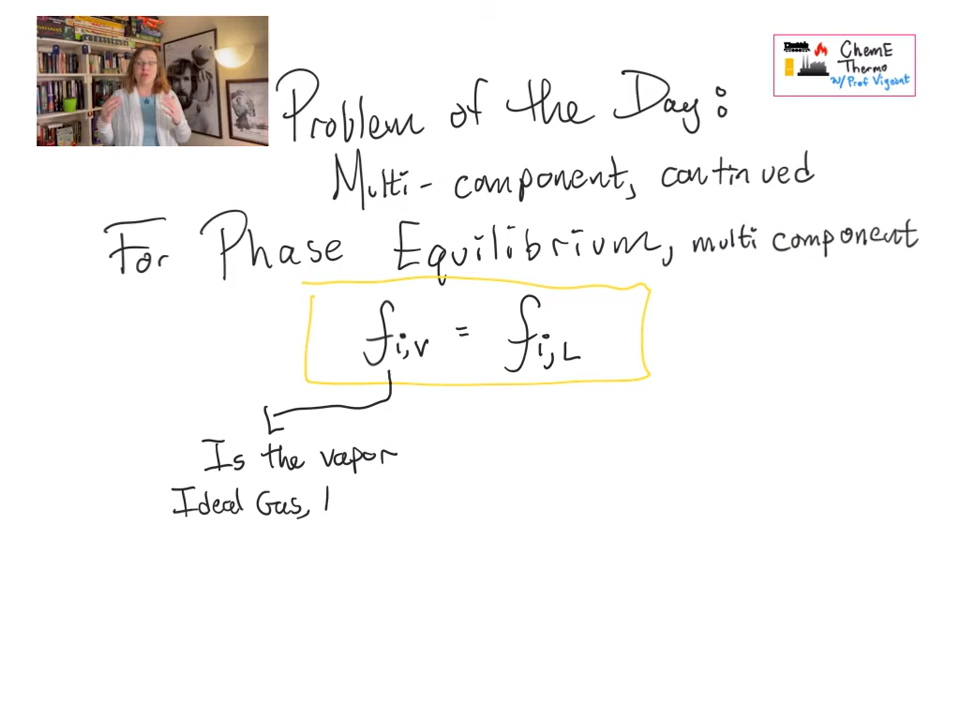 ChemE
Thermo
w/Prof Vigeant
Problem of the Day:
Multi-component, continued
For Phase Equilibrium, multi component
fi,V = fi,L
Is the vapor
Ideal Gas, I